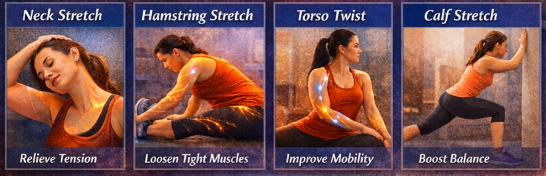 Neck Stretch
Relieve Tension
Hamstring Stretch
Loosen Tight Muscles
Torso Twist
Improve Mobility
Calf Stretch
Boost Balance